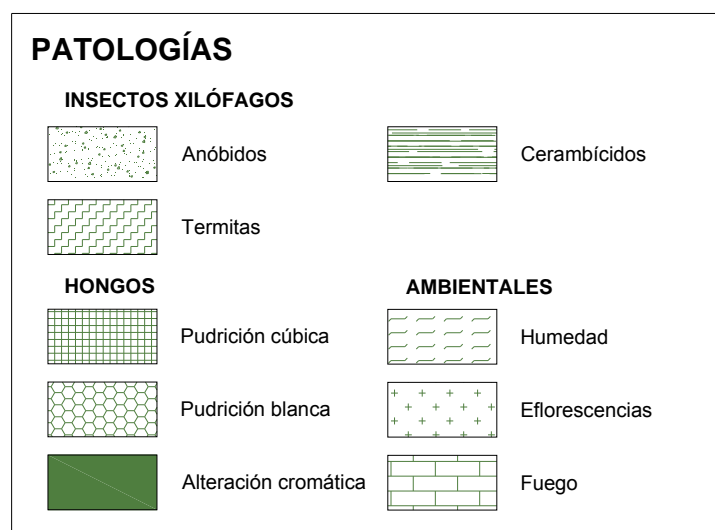 PATOLOGÍAS
INSECTOS XILÓFAGOS
Anóbidos
Cerambícidos
Termitas
HONGOS
AMBIENTALES
Pudrición cúbica
Humedad
Pudrición blanca
Eflorescencias
Alteración cromática
Fuego